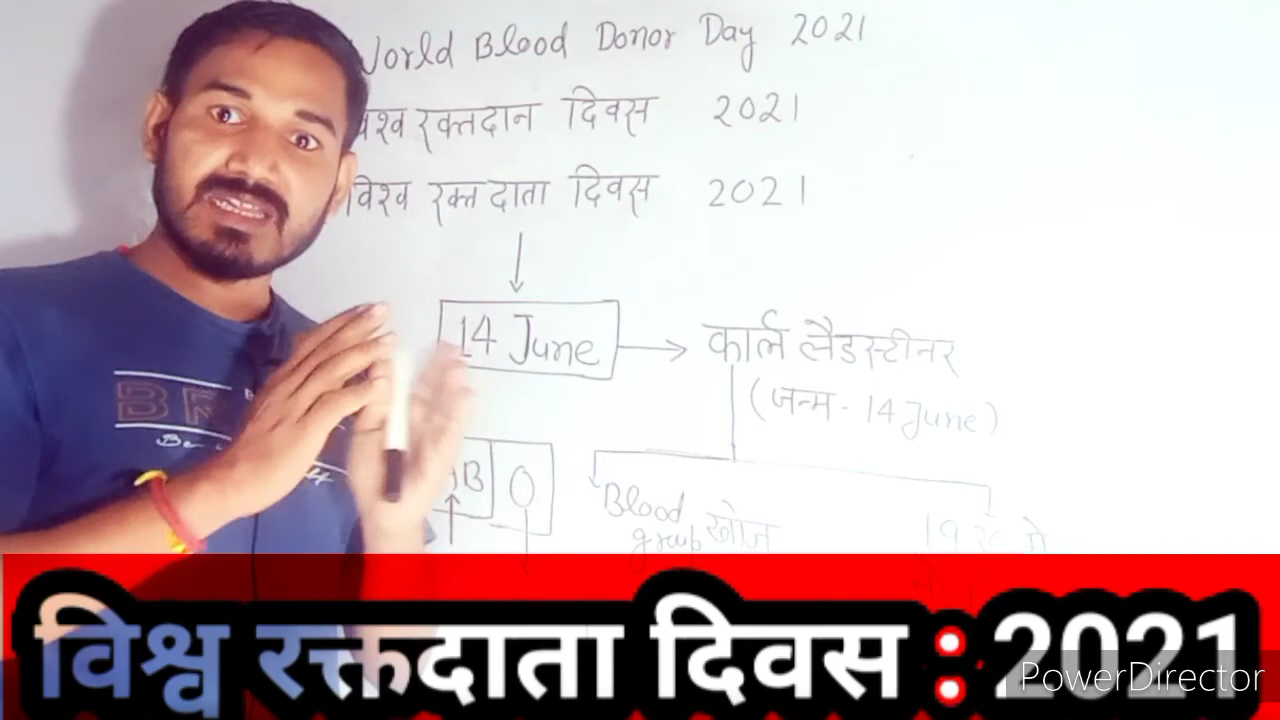 World Blood Donor Day 2021
विश्व रक्तदान दिवस 2021
विश्व रक्तदाता दिवस 2021
14 June
कार्ल लैडस्टीनर
(जन्म - 14 June)
B O
Blood group खोज
में
विश्व रक्तदाता दिवस : 2021
PowerDirector